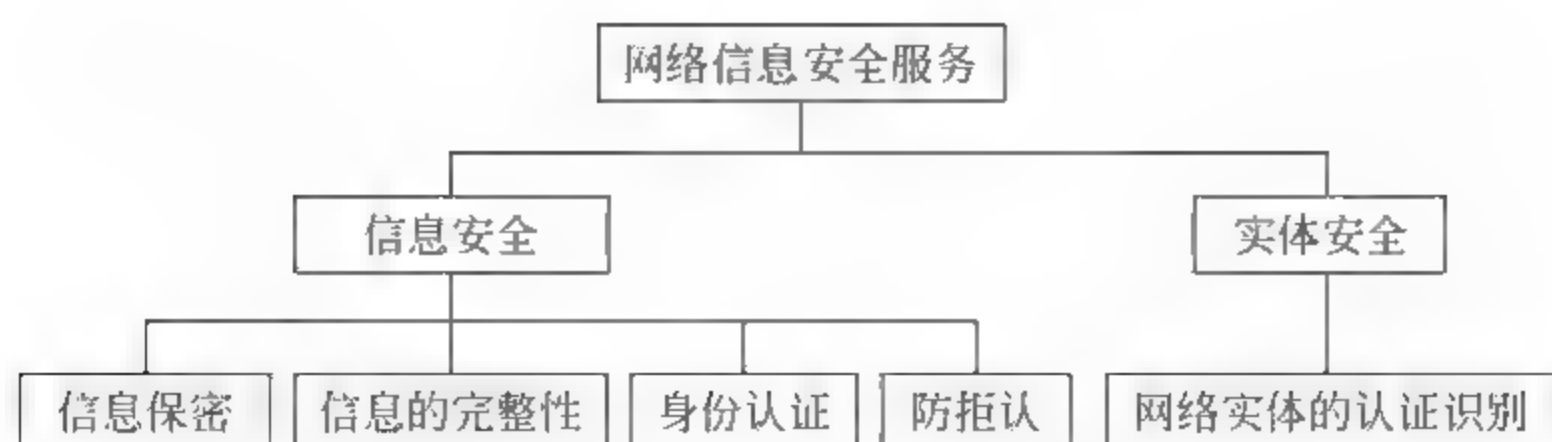 网络信息安全服务
信息安全
实体安全
信息保密
信息的完整性
身份认证
防拒认
网络实体的认证识别